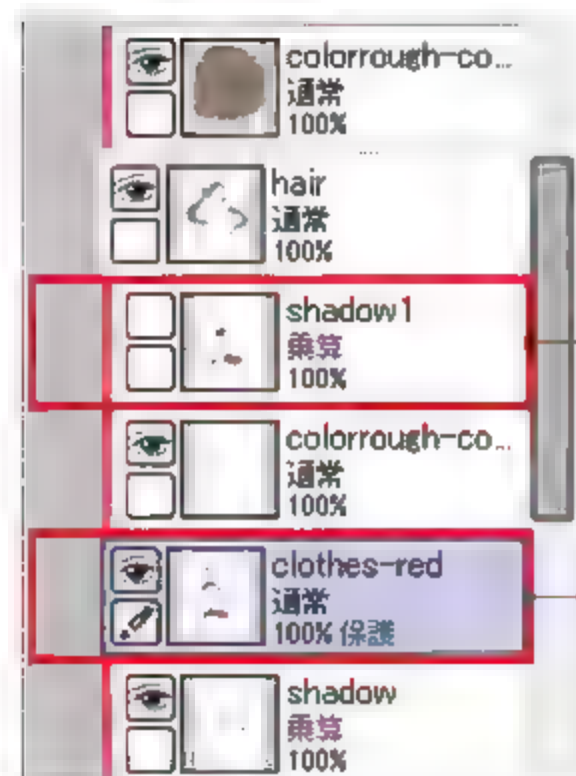 colorrough-co...
通常
100%
hair
通常
100%
shadow1
乗算
100%
colorrough-co...
通常
100%
clothes-red
通常
100% 保護
shadow
乗算
100%